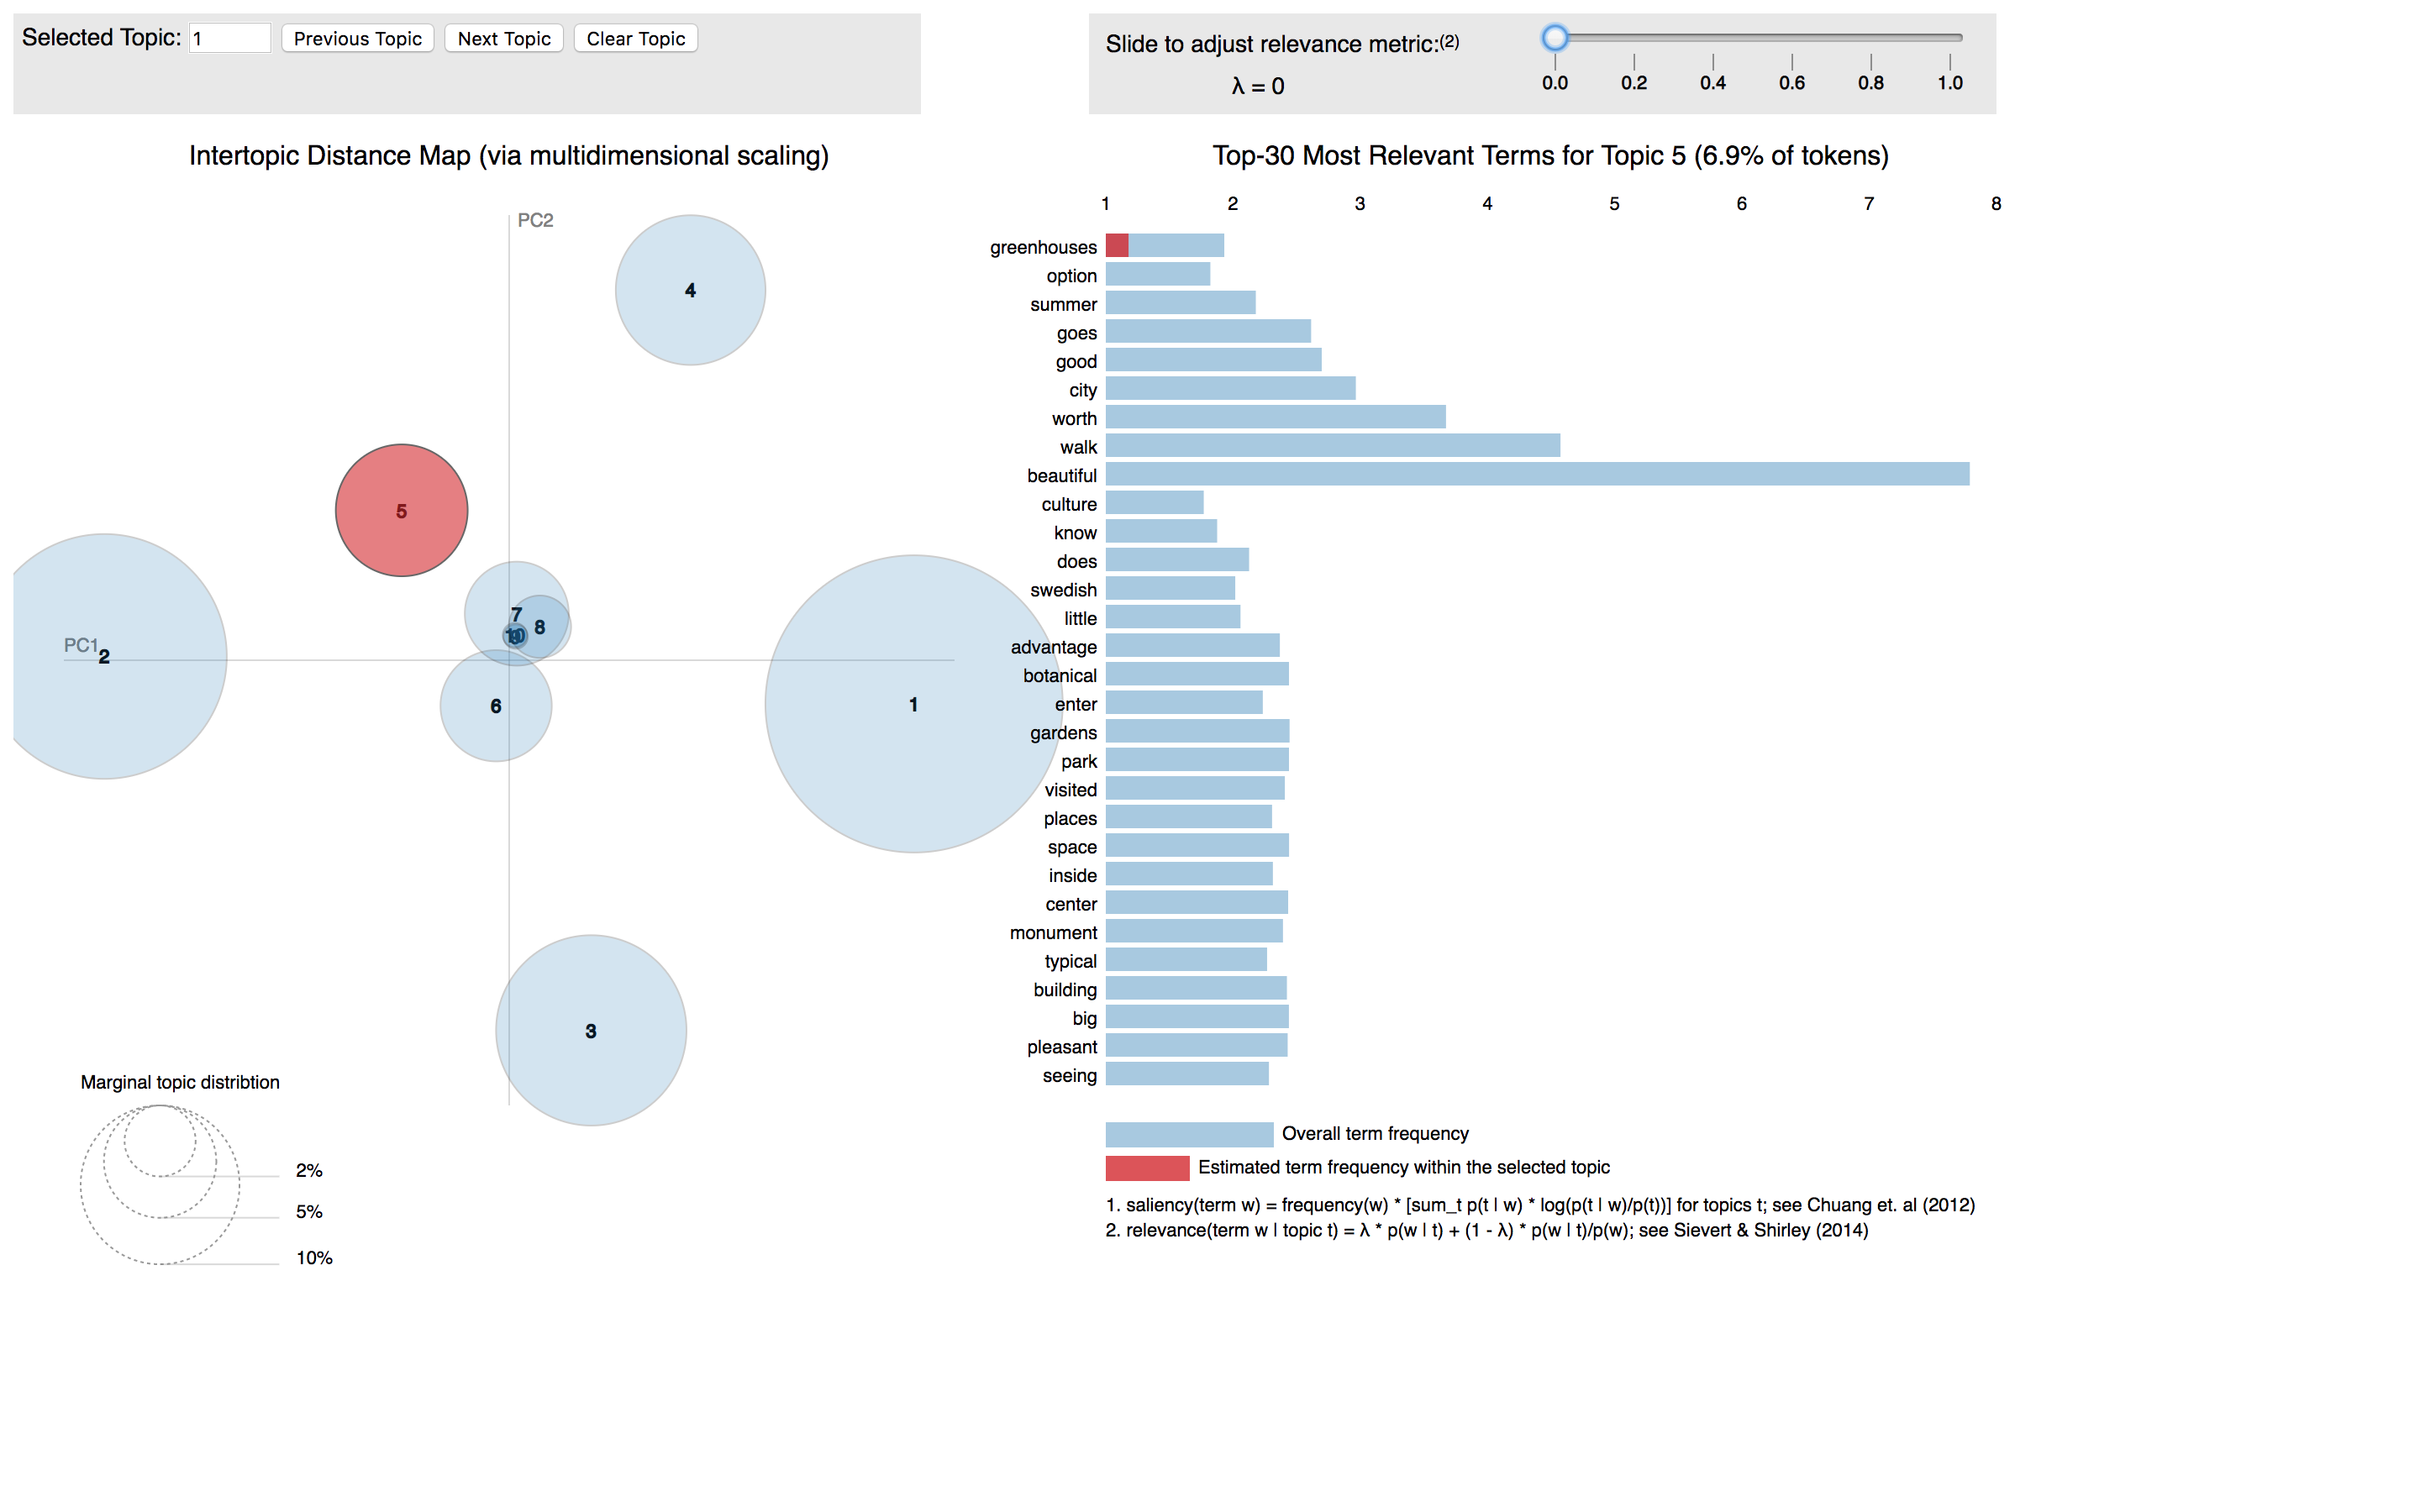 Selected Topic: 1 Previous Topic Next Topic Clear Topic
Slide to adjust relevance metric:(2)
λ = 0
0.0 0.2 0.4 0.6 0.8 1.0
Intertopic Distance Map (via multidimensional scaling)
PC2
4
5
7
8
10
9
PC1
2
6
1
3
Marginal topic distribtion
2%
5%
10%
Top-30 Most Relevant Terms for Topic 5 (6.9% of tokens)
1 2 3 4 5 6 7 8
greenhouses
option
summer
goes
good
city
worth
walk
beautiful
culture
know
does
swedish
little
advantage
botanical
enter
gardens
park
visited
places
space
inside
center
monument
typical
building
big
pleasant
seeing
Overall term frequency
Estimated term frequency within the selected topic
1. saliency(term w) = frequency(w) * [sum_t p(t | w) * log(p(t | w)/p(t))] for topics t; see Chuang et. al (2012)
2. relevance(term w | topic t) = λ * p(w | t) + (1 - λ) * p(w | t)/p(w); see Sievert & Shirley (2014)